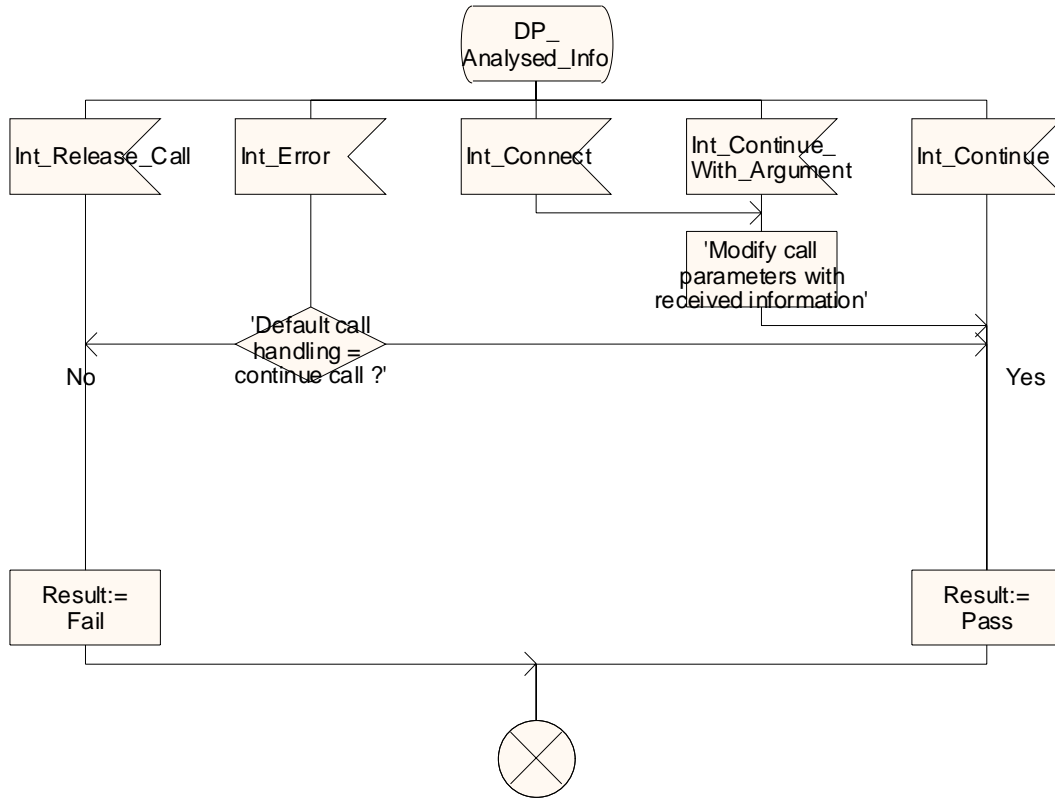 DP_
Analysed_Info
Int_Release_Call
Int_Error
Int_Connect
Int_Continue_
With_Argument
Int_Continue
'Modify call
parameters with
received information'
'Default call
handling =
continue call ?'
No
Yes
Result:=
Fail
Result:=
Pass